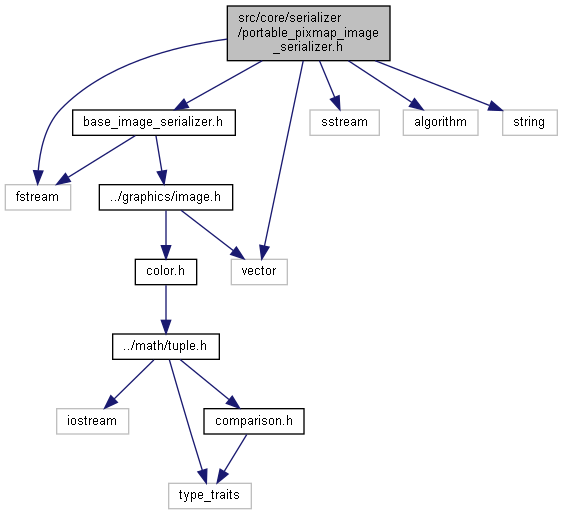 src/core/serializer
/portable_pixmap_image
_serializer.h
base_image_serializer.h
sstream
algorithm
string
fstream
../graphics/image.h
color.h
vector
../math/tuple.h
iostream
comparison.h
type_traits